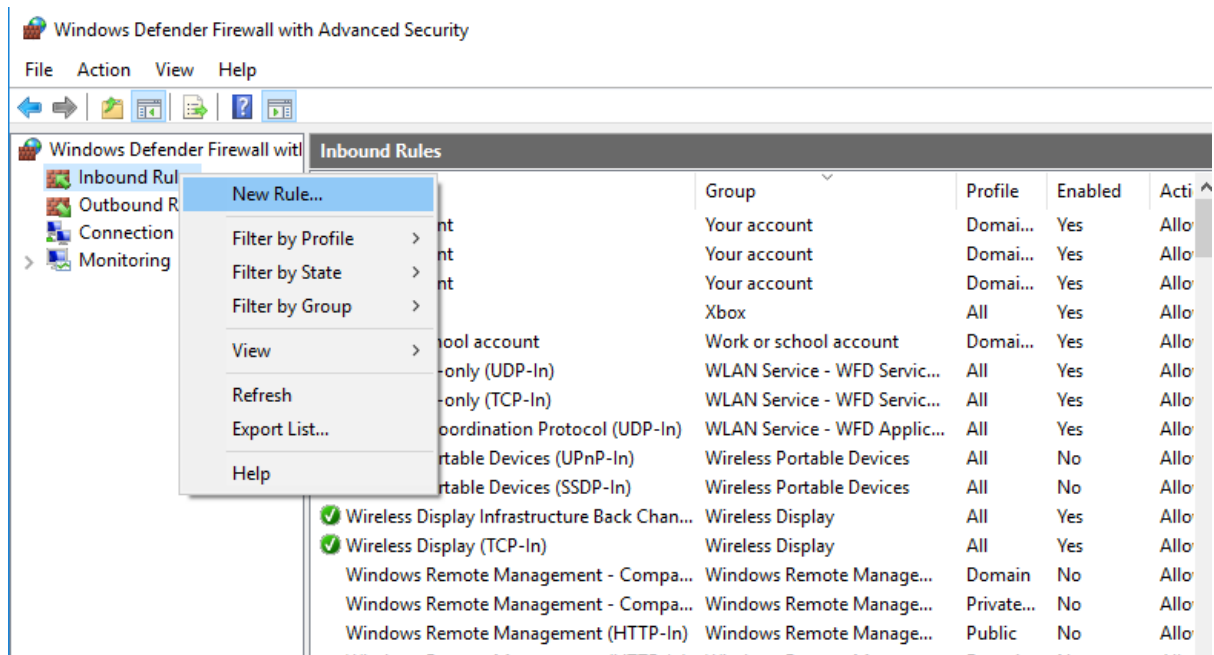 Windows Defender Firewall with Advanced Security
File Action View Help
Windows Defender Firewall witl Inbound Rules
Inbound Rul
Outbound R
Connection
Monitoring
New Rule...
Filter by Profile
Filter by State
Filter by Group
View
Refresh
Export List...
Help
Group Profile Enabled Acti
nt Your account Domai... Yes Allo
nt Your account Domai... Yes Allo
nt Your account Domai... Yes Allo
Xbox All Yes Allo
ool account Work or school account Domai... Yes Allo
-only (UDP-In) WLAN Service - WFD Servic... All Yes Allo
-only (TCP-In) WLAN Service - WFD Servic... All Yes Allo
oordination Protocol (UDP-In) WLAN Service - WFD Applic... All Yes Allo
rtable Devices (UPnP-In) Wireless Portable Devices All No Allo
rtable Devices (SSDP-In) Wireless Portable Devices All No Allo
Wireless Display Infrastructure Back Chan... Wireless Display All Yes Allo
Wireless Display (TCP-In) Wireless Display All Yes Allo
Windows Remote Management - Compa... Windows Remote Manage... Domain No Allo
Windows Remote Management - Compa... Windows Remote Manage... Private... No Allo
Windows Remote Management (HTTP-In) Windows Remote Manage... Public No Allo